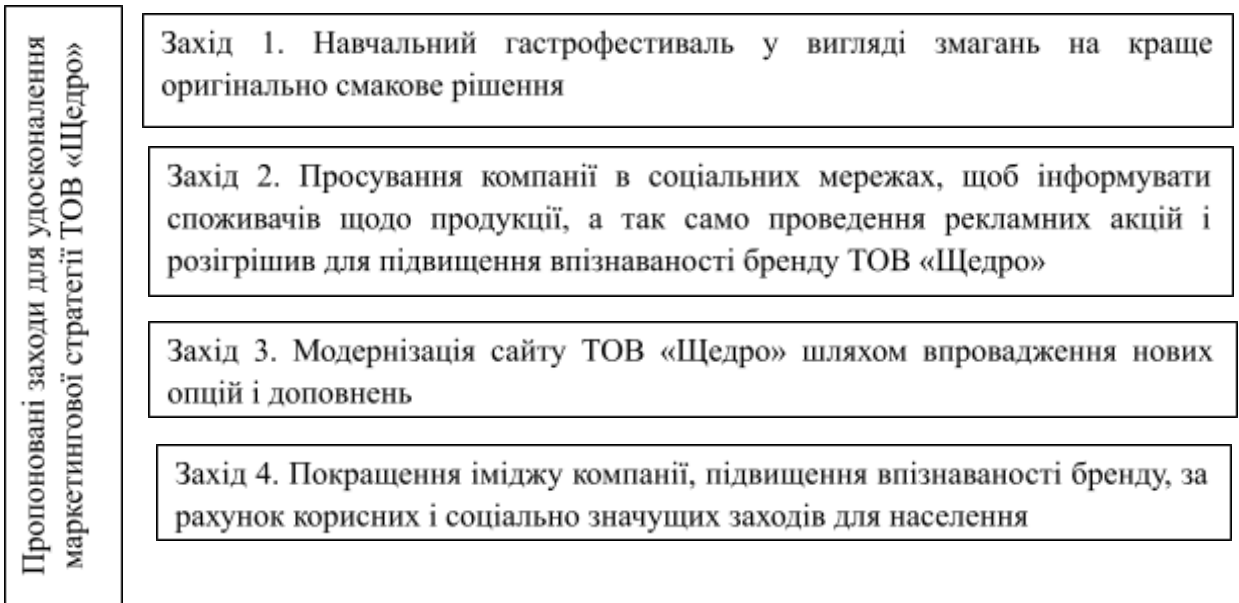 Пропоновані заходи для удосконалення
маркетингової стратегії ТОВ «Щедро»
Захід 1. Навчальний гастрофестиваль у вигляді змагань на краще
оригінально смакове рішення
Захід 2. Просування компанії в соціальних мережах, щоб інформувати
споживачів щодо продукції, а так само проведення рекламних акцій і
розігрішив для підвищення впізнаваності бренду ТОВ «Щедро»
Захід 3. Модернізація сайту ТОВ «Щедро» шляхом впровадження нових
опцій і доповнень
Захід 4. Покращення іміджу компанії, підвищення впізнаваності бренду, за
рахунок корисних і соціально значущих заходів для населення